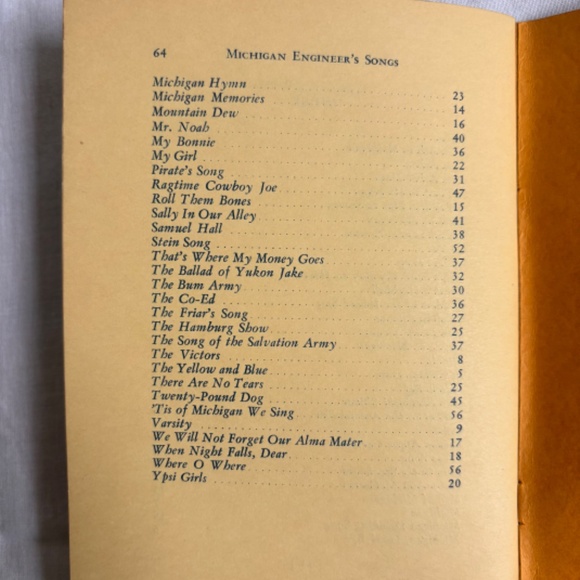 64 MICHIGAN ENGINEER'S SONGS
Michigan Hymn 23
Michigan Memories 14
Mountain Dew 16
Mr. Noah 40
My Bonnie 36
My Girl 22
Pirate's Song 31
Ragtime Cowboy Joe 47
Roll Them Bones 15
Sally In Our Alley 41
Samuel Hall 38
Stein Song 52
That's Where My Money Goes 37
The Ballad of Yukon Jake 32
The Bum Army 30
The Co-Ed 36
The Friar's Song 27
The Hamburg Show 25
The Song of the Salvation Army 37
The Victors 8
The Yellow and Blue 5
There Are No Tears 25
Twenty-Pound Dog 45
'Tis of Michigan We Sing 56
Varsity 9
We Will Not Forget Our Alma Mater 17
When Night Falls, Dear 18
Where O Where 56
Ypsi Girls 20